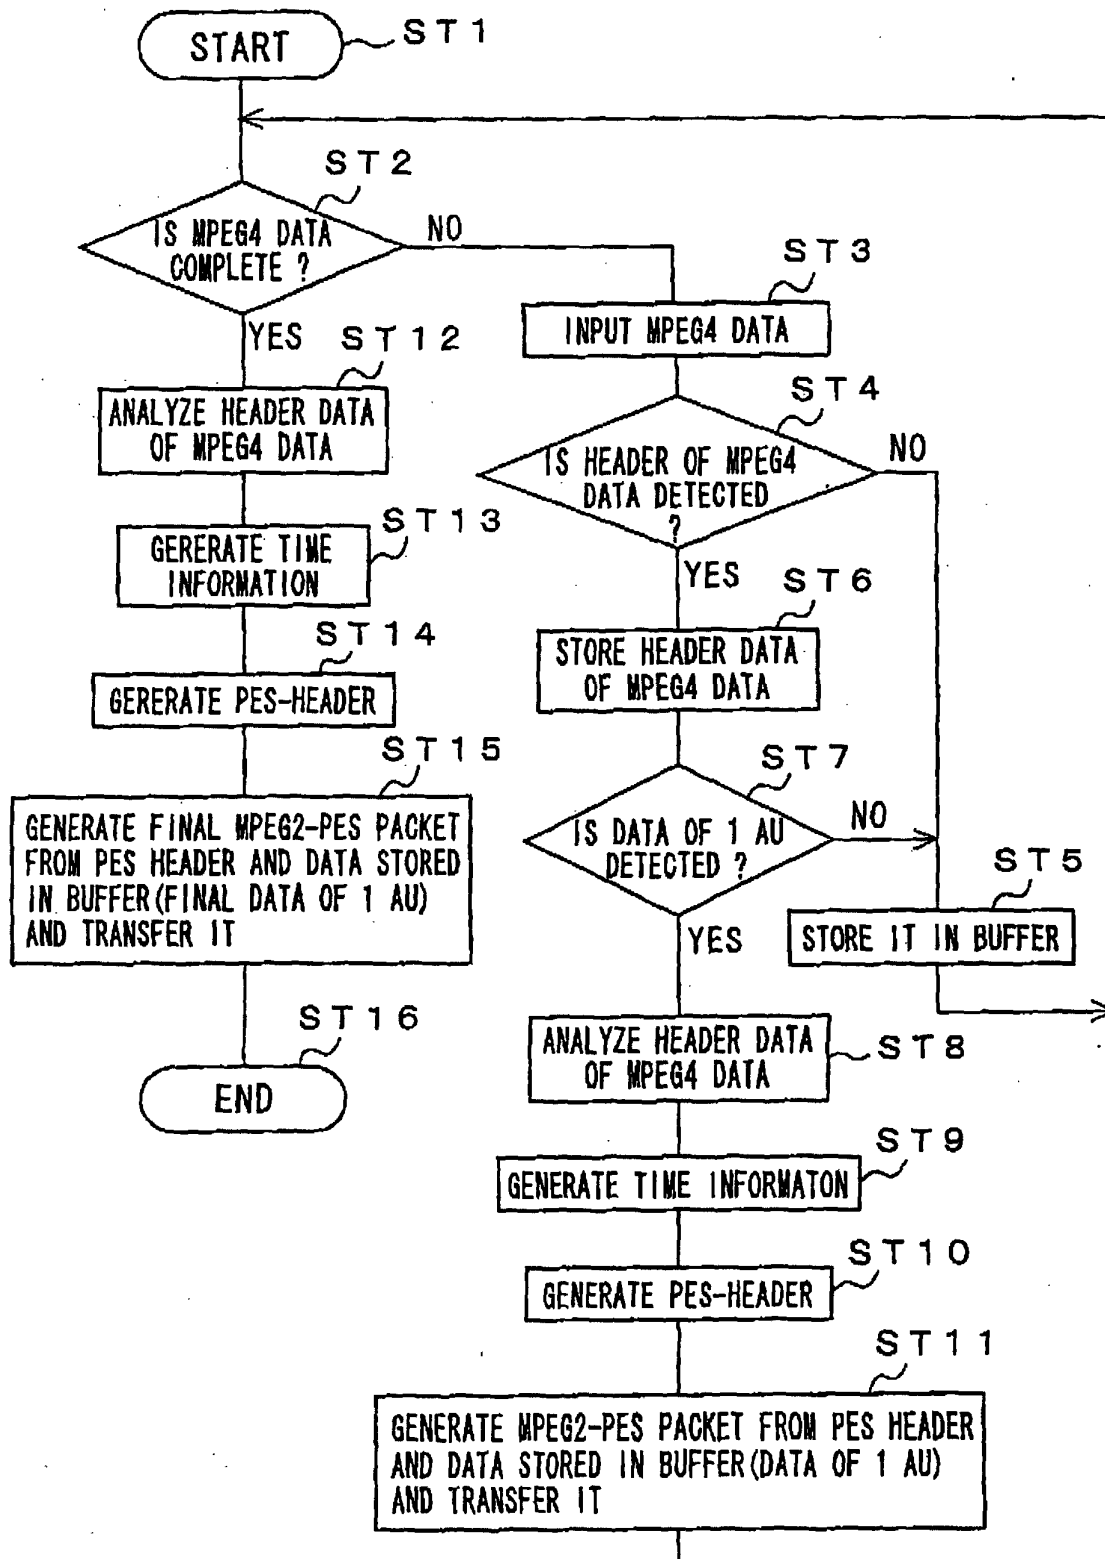 START
ST1
ST2
IS MPEG4 DATA
COMPLETE ?
NO
YES
ST3
INPUT MPEG4 DATA
ST12
ANALYZE HEADER DATA
OF MPEG4 DATA
ST4
IS HEADER OF MPEG4
DATA DETECTED
?
NO
YES
ST13
GERERATE TIME
INFORMATION
ST6
STORE HEADER DATA
OF MPEG4 DATA
ST14
GERERATE PES-HEADER
ST7
IS DATA OF 1 AU
DETECTED ?
NO
YES
ST15
GENERATE FINAL MPEG2-PES PACKET
FROM PES HEADER AND DATA STORED
IN BUFFER(FINAL DATA OF 1 AU)
AND TRANSFER IT
ST5
STORE IT IN BUFFER
ST16
END
ST8
ANALYZE HEADER DATA
OF MPEG4 DATA
ST9
GENERATE TIME INFORMATON
ST10
GENERATE PES-HEADER
ST11
GENERATE MPEG2-PES PACKET FROM PES HEADER
AND DATA STORED IN BUFFER(DATA OF 1 AU)
AND TRANSFER IT